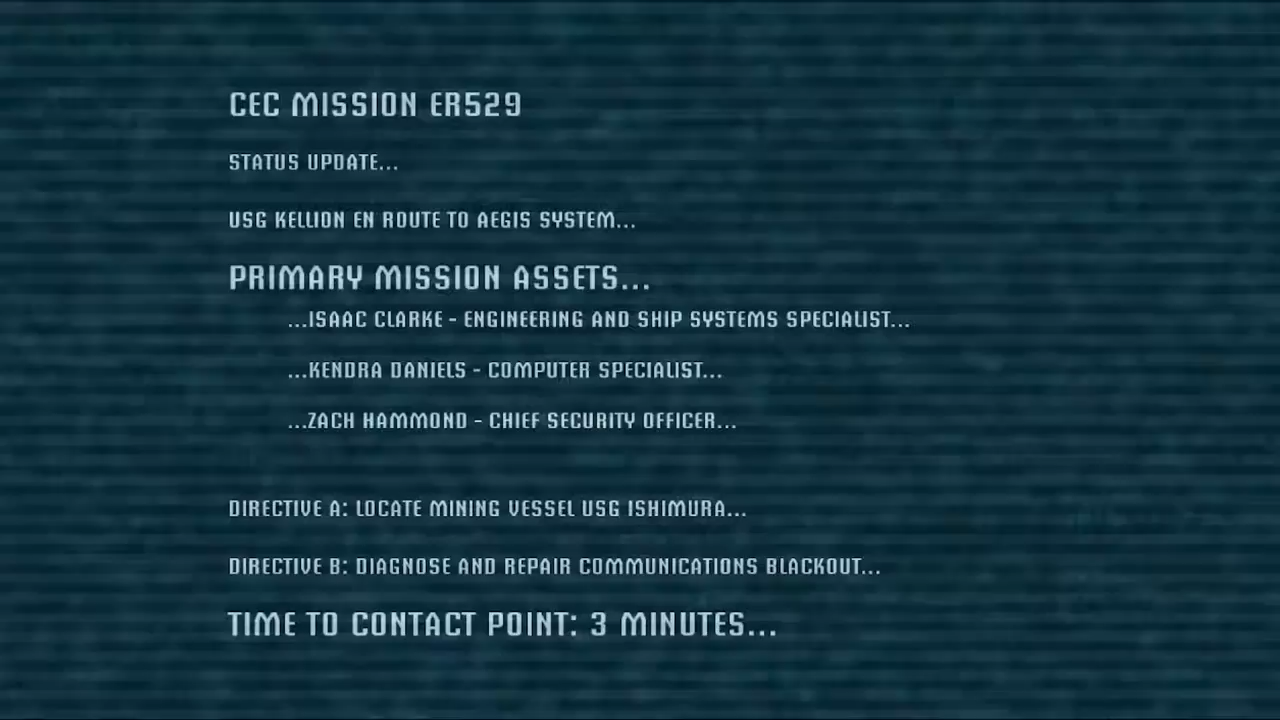 CEC MISSION ER529
STATUS UPDATE...
USG KELLION EN ROUTE TO AEGIS SYSTEM...
PRIMARY MISSION ASSETS...
...ISAAC CLARKE - ENGINEERING AND SHIP SYSTEMS SPECIALIST...
...KENDRA DANIELS - COMPUTER SPECIALIST...
...ZACH HAMMOND - CHIEF SECURITY OFFICER...
DIRECTIVE A: LOCATE MINING VESSEL USG ISHIMURA...
DIRECTIVE B: DIAGNOSE AND REPAIR COMMUNICATIONS BLACKOUT...
TIME TO CONTACT POINT: 3 MINUTES...